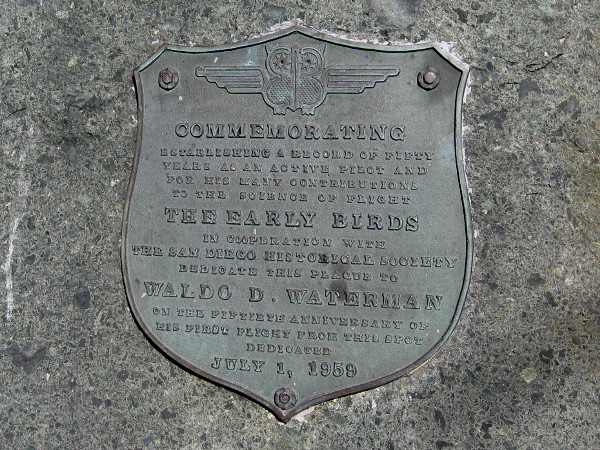 COMMEMORATING
ESTABLISHING A RECORD OF FIFTY
YEARS AS AN ACTIVE PILOT AND
FOR HIS MANY CONTRIBUTIONS
TO THE SCIENCE OF FLIGHT
THE EARLY BIRDS
IN COOPERATION WITH
THE SAN DIEGO HISTORICAL SOCIETY
DEDICATE THIS PLAQUE TO
WALDO D. WATERMAN
ON THE FIFTIETH ANNIVERSARY OF
HIS FIRST FLIGHT FROM THIS SPOT
DEDICATED
JULY 1, 1959